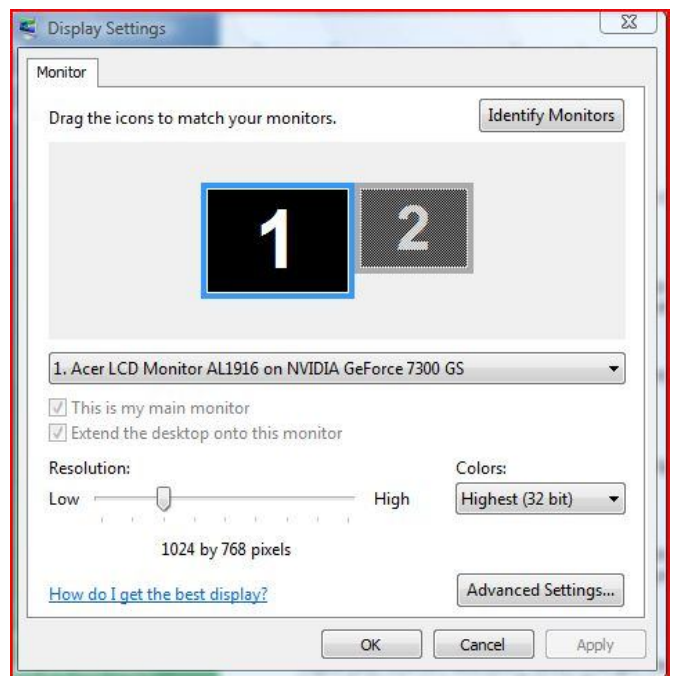 Display Settings
Monitor
Drag the icons to match your monitors.
Identify Monitors
1
2
1. Acer LCD Monitor AL1916 on NVIDIA GeForce 7300 GS
This is my main monitor
Extend the desktop onto this monitor
Resolution:
Colors:
Low
High
Highest (32 bit)
1024 by 768 pixels
How do I get the best display?
Advanced Settings...
OK
Cancel
Apply